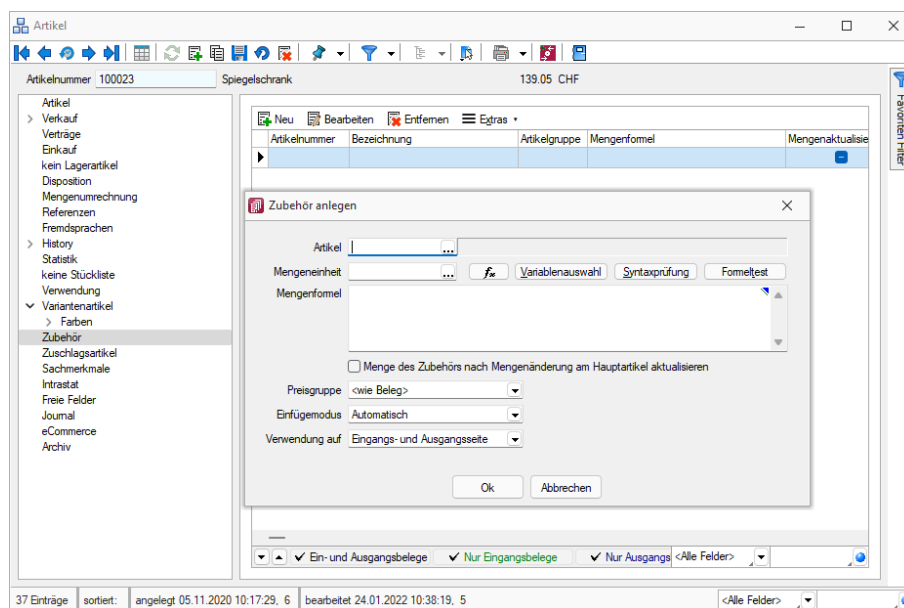 Artikel
Artikelnummer 100023 Spiegelschrank 139.05 CHF
Favoriten Filter
Artikel
Verkauf
Verträge
Einkauf
kein Lagerartikel
Disposition
Mengenumrechnung
Referenzen
Fremdsprachen
History
Statistik
keine Stückliste
Verwendung
Variantenartikel
Farben
Zubehör
Zuschlagsartikel
Sachmerkmale
Intrastat
Freie Felder
Journal
eCommerce
Archiv
Neu Bearbeiten Entfernen Extras
Artikelnummer Bezeichnung Artikelgruppe Mengenformel Mengenaktualisie
Zubehör anlegen
Artikel ...
Mengeneinheit ... fx Variablenauswahl Syntaxprüfung Formeltest
Mengenformel
Menge des Zubehörs nach Mengenänderung am Hauptartikel aktualisieren
Preisgruppe <wie Beleg>
Einfügemodus Automatisch
Verwendung auf Eingangs- und Ausgangsseite
Ok Abbrechen
Ein- und Ausgangsbelege Nur Eingangsbelege Nur Ausgangs <Alle Felder>
37 Einträge sortiert: angelegt 05.11.2020 10:17:29, 6 bearbeitet 24.01.2022 10:38:19, 5 <Alle Felder>